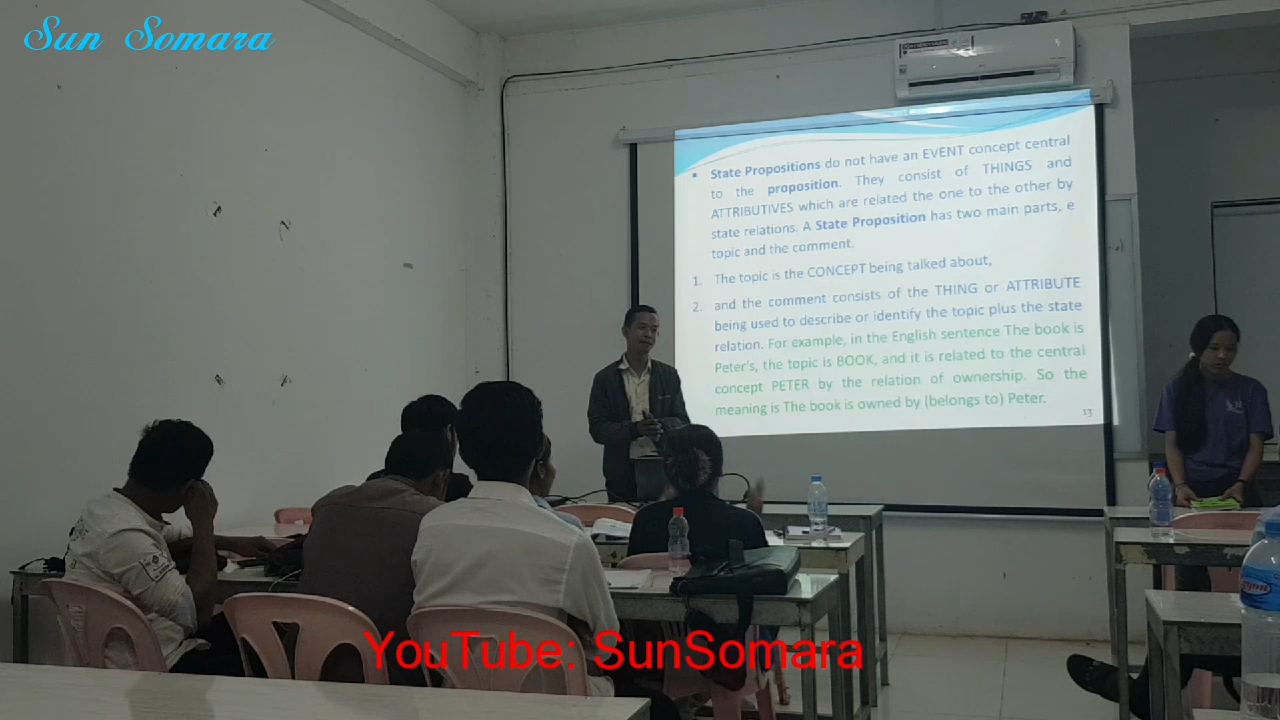 Sun Somara
▪ State Propositions do not have an EVENT concept central
to the proposition. They consist of THINGS and
ATTRIBUTIVES which are related the one to the other by
state relations. A State Proposition has two main parts, e
topic and the comment.
1. The topic is the CONCEPT being talked about,
2. and the comment consists of the THING or ATTRIBUTE
being used to describe or identify the topic plus the state
relation. For example, in the English sentence The book is
Peter's, the topic is BOOK, and it is related to the central
concept PETER by the relation of ownership. So the
meaning is The book is owned by (belongs to) Peter.
13
YouTube: SunSomara